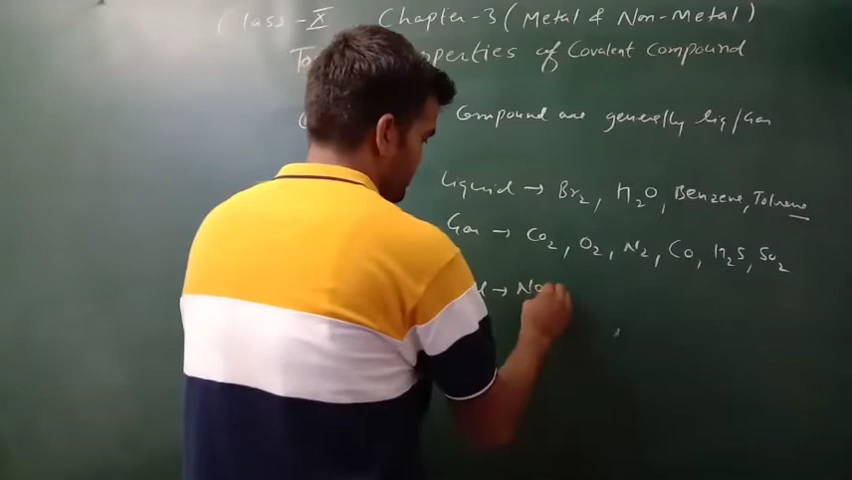 Class-X Chapter-3 (Metal & Non-Metal)
To properties of Covalent Compound
Compound are generally liq/Gas
Liquid → Br2, H2O, Benzene, Toluene
Gas → CO2, O2, N2, CO, H2S, SO2
→ Na